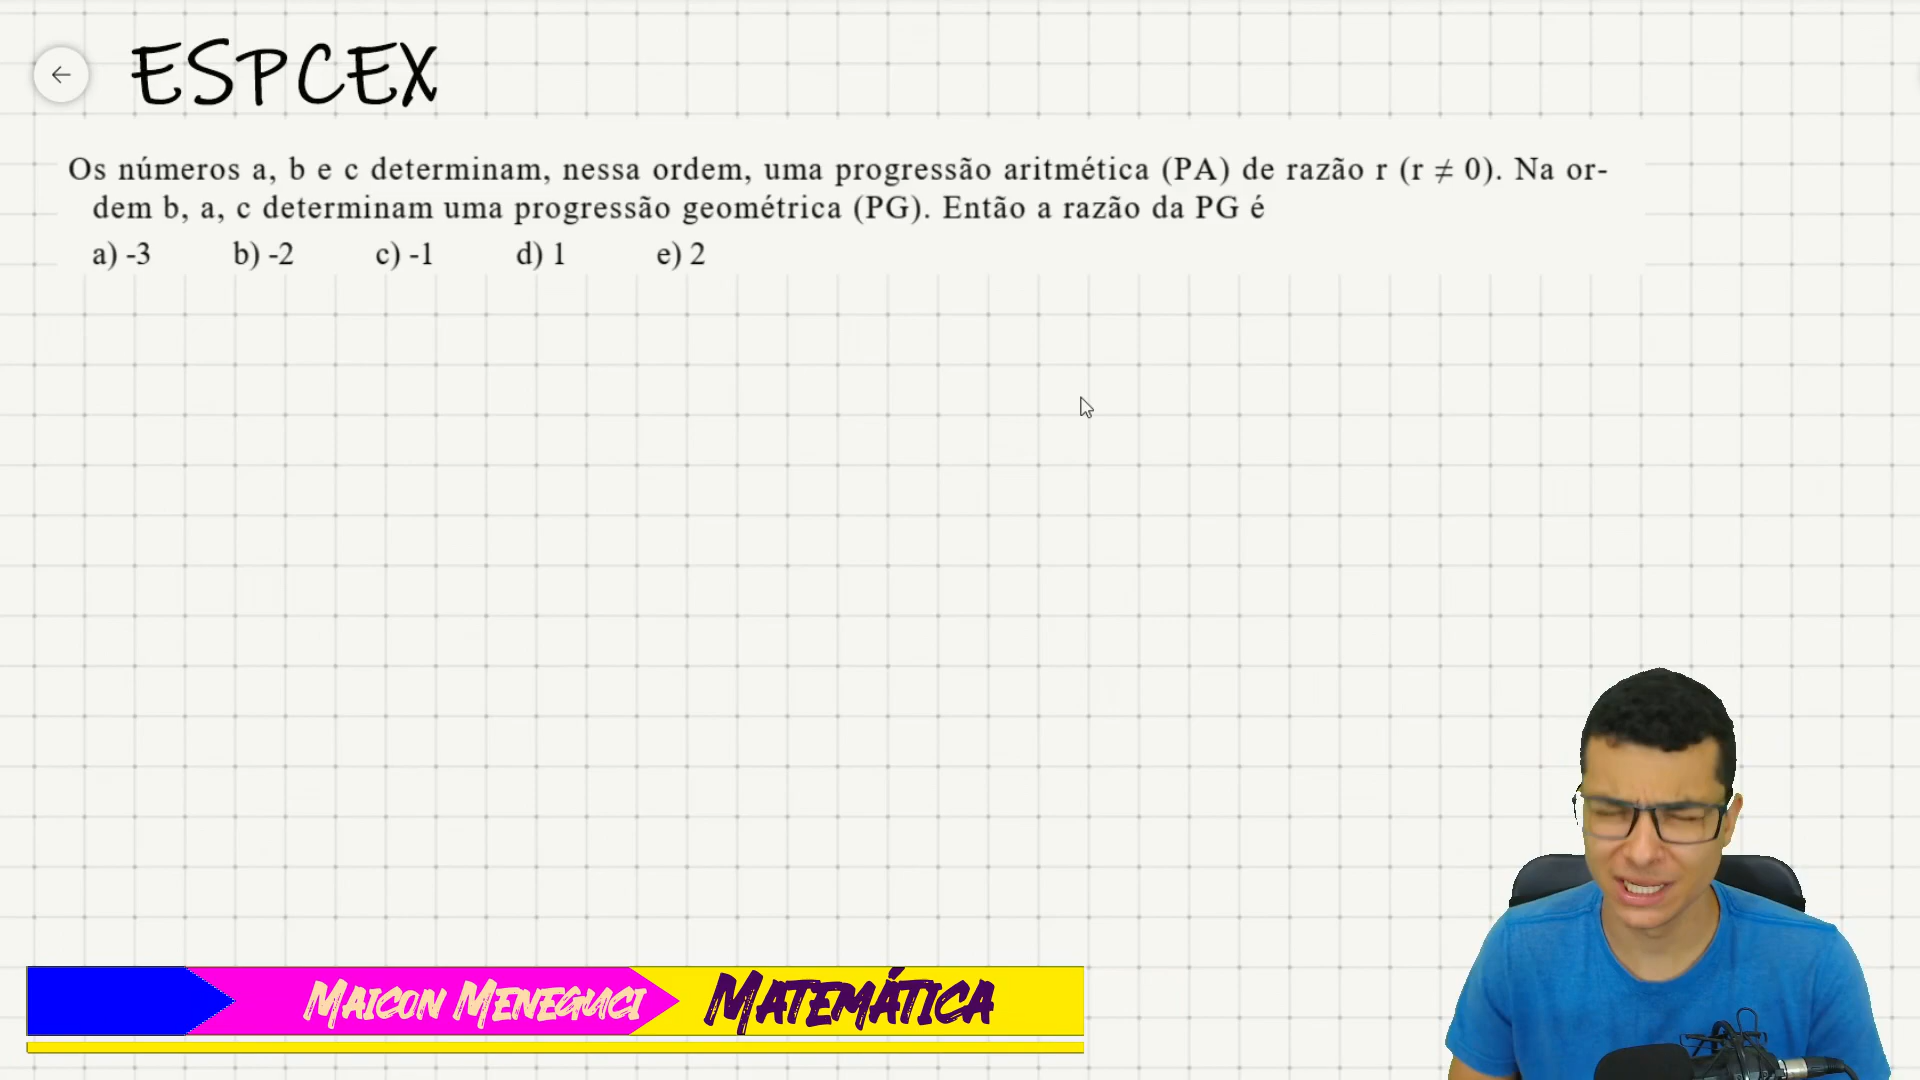 ESPCEX
Os números a, b e c determinam, nessa ordem, uma progressão aritmética (PA) de razão r (r ≠ 0). Na or-
dem b, a, c determinam uma progressão geométrica (PG). Então a razão da PG é
a) -3 b) -2 c) -1 d) 1 e) 2
MAICON MENEGUCI MATEMÁTICA